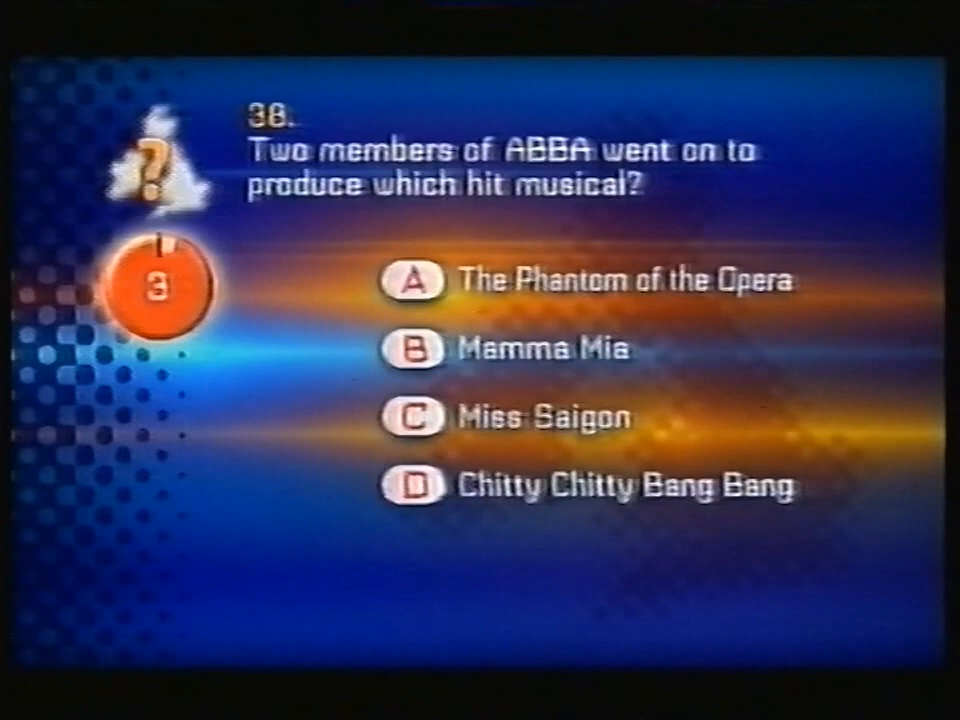 38.
Two members of ABBA went on to
produce which hit musical?
?
3
A The Phantom of the Opera
B Mamma Mia
C Miss Saigon
D Chitty Chitty Bang Bang